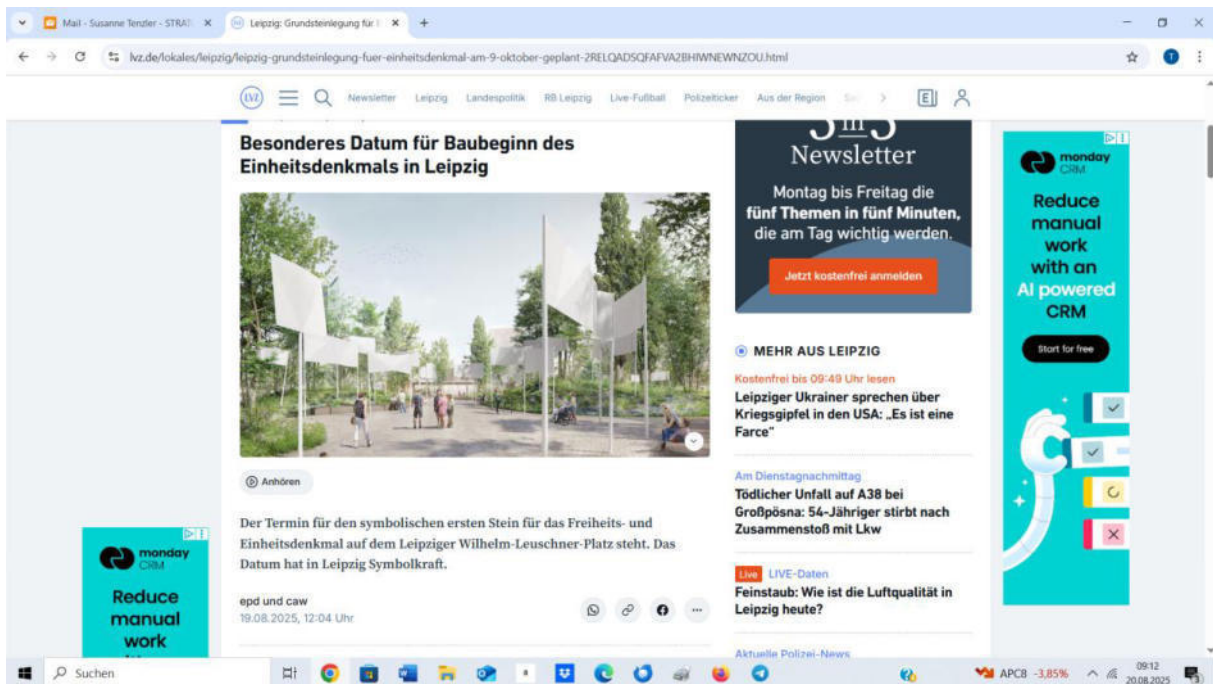 Mail - Susanne Tenzler - STRAT
Leipzig: Grundsteinlegung für
lvz.de/lokales/leipzig/leipzig-grundsteinlegung-fuer-einheitsdenkmal-am-9-oktober-geplant-2RELQADSQFAFVA2BHIWNEWNZOU.html
T
LVZ
Newsletter Leipzig Landespolitik RB Leipzig Live-Fußball Polizeiticker Aus der Region
E
Besonderes Datum für Baubeginn des
Einheitsdenkmals in Leipzig
Anhören
Der Termin für den symbolischen ersten Stein für das Freiheits- und
Einheitsdenkmal auf dem Leipziger Wilhelm-Leuschner-Platz steht. Das
Datum hat in Leipzig Symbolkraft.
epd und caw
19.08.2025, 12:04 Uhr
5 in 5
Newsletter
Montag bis Freitag die
fünf Themen in fünf Minuten,
die am Tag wichtig werden.
Jetzt kostenfrei anmelden
MEHR AUS LEIPZIG
Kostenfrei bis 09:49 Uhr lesen
Leipziger Ukrainer sprechen über
Kriegsgipfel in den USA: „Es ist eine
Farce“
Am Dienstagnachmittag
Tödlicher Unfall auf A38 bei
Großpösna: 54-Jähriger stirbt nach
Zusammenstoß mit Lkw
Live LIVE-Daten
Feinstaub: Wie ist die Luftqualität in
Leipzig heute?
Aktuelle Polizei-News
monday
CRM
Reduce
manual
work
with an
AI powered
CRM
Start for free
monday
CRM
Reduce
manual
work
Suchen
APCB -3,85%
09:12
20.08.2025